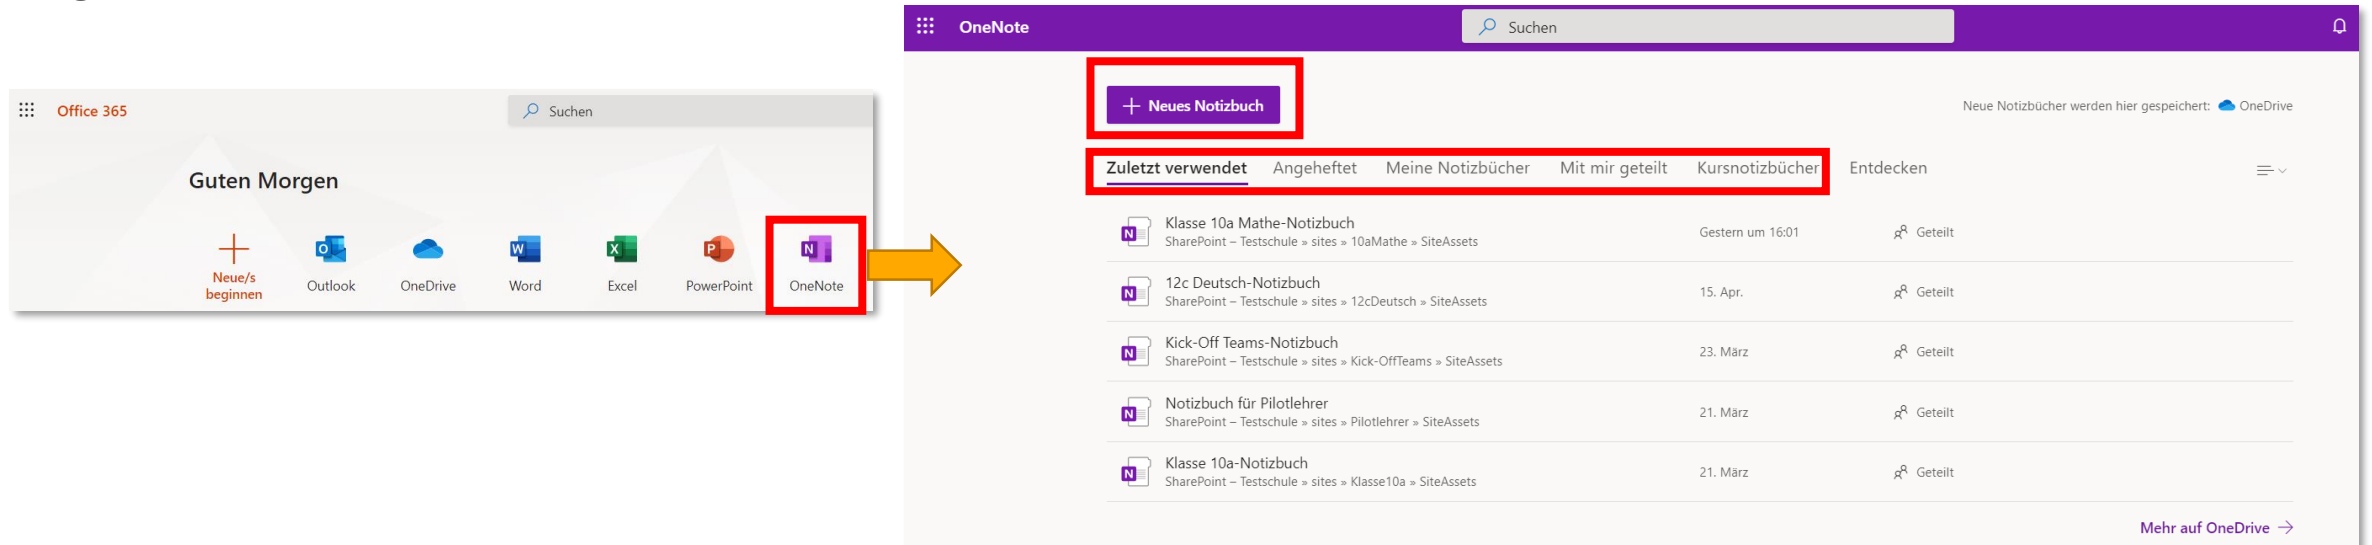 Office 365
Suchen
Guten Morgen
Neue/s
beginnen
Outlook
OneDrive
Word
Excel
PowerPoint
OneNote
OneNote
Suchen
Neues Notizbuch
Neue Notizbücher werden hier gespeichert: OneDrive
Zuletzt verwendet Angeheftet Meine Notizbücher Mit mir geteilt Kursnotizbücher Entdecken
Klasse 10a Mathe-Notizbuch
SharePoint – Testschule » sites » 10aMathe » SiteAssets
Gestern um 16:01 Geteilt
12c Deutsch-Notizbuch
SharePoint – Testschule » sites » 12cDeutsch » SiteAssets
15. Apr. Geteilt
Kick-Off Teams-Notizbuch
SharePoint – Testschule » sites » Kick-OffTeams » SiteAssets
23. März Geteilt
Notizbuch für Pilotlehrer
SharePoint – Testschule » sites » Pilotlehrer » SiteAssets
21. März Geteilt
Klasse 10a-Notizbuch
SharePoint – Testschule » sites » Klasse10a » SiteAssets
21. März Geteilt
Mehr auf OneDrive